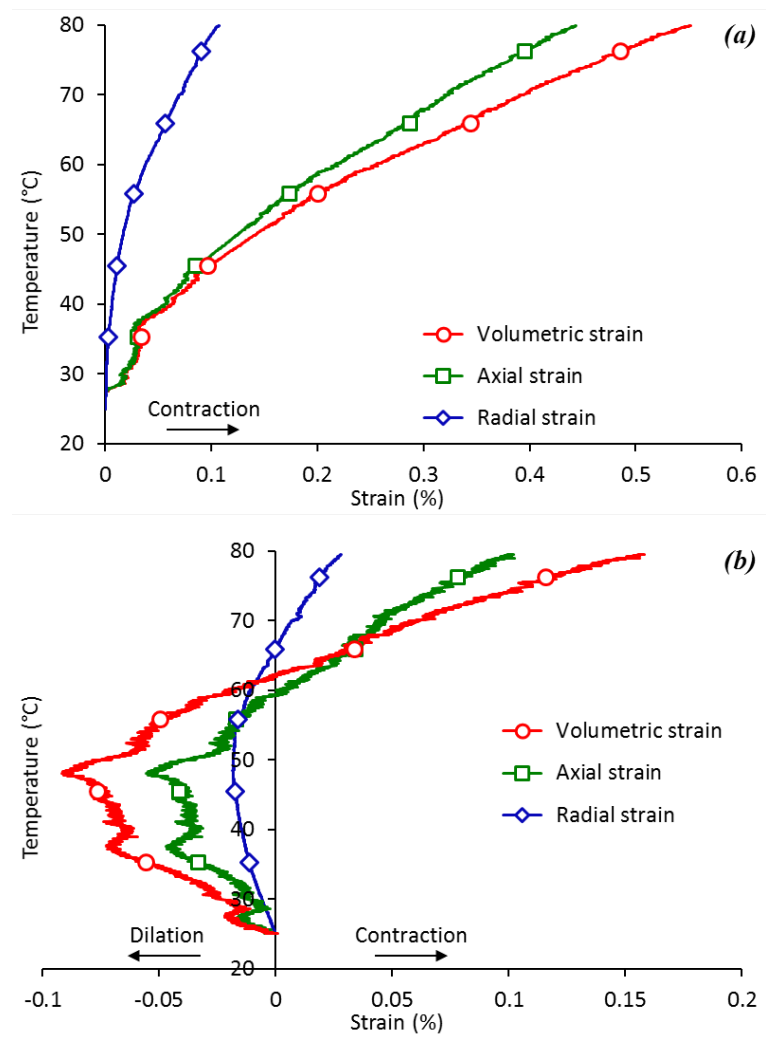 (a)
80
70
60
50
40
30
20
Temperature (°C)
Volumetric strain
Axial strain
Radial strain
Contraction
0 0.1 0.2 0.3 0.4 0.5 0.6
Strain (%)
(b)
80
70
60
50
40
30
20
Temperature (°C)
Volumetric strain
Axial strain
Radial strain
Dilation Contraction
-0.1 -0.05 0 0.05 0.1 0.15 0.2
Strain (%)